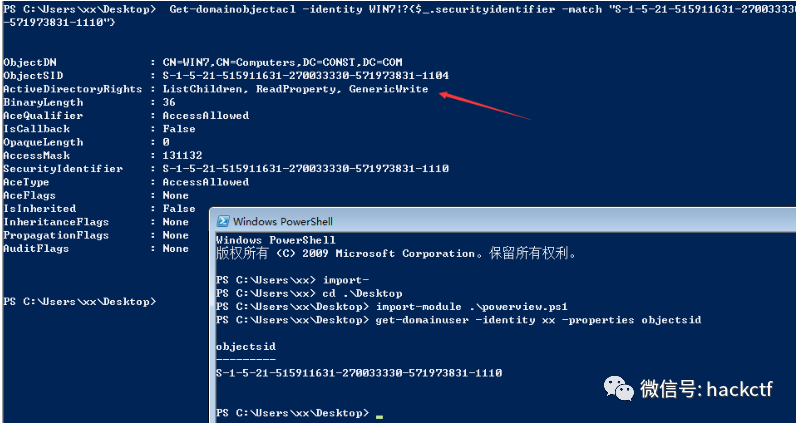 PS C:\Users\xx\Desktop>  Get-domainobjectacl -identity WIN7!?{$_.securityidentifier -match "S-1-5-21-515911631-270033330
-571973831-1110"}
ObjectDN               : CN=WIN7,CN=Computers,DC=CONST,DC=COM
ObjectSID              : S-1-5-21-515911631-270033330-571973831-1104
ActiveDirectoryRights  : ListChildren, ReadProperty, GenericWrite
BinaryLength           : 36
AceQualifier           : AccessAllowed
IsCallback             : False
OpaqueLength           : 0
AccessMask             : 131132
SecurityIdentifier     : S-1-5-21-515911631-270033330-571973831-1110
AceType                : AccessAllowed
AceFlags               : None
IsInherited            : False
InheritanceFlags       : None
PropagationFlags       : None
AuditFlags             : None
PS C:\Users\xx\Desktop>
Windows PowerShell
Windows PowerShell
版权所有 (C) 2009 Microsoft Corporation。保留所有权利。
PS C:\Users\xx> import-
PS C:\Users\xx> cd .\Desktop
PS C:\Users\xx\Desktop> import-module .\powerview.ps1
PS C:\Users\xx\Desktop> get-domainuser -identity xx -properties objectsid
objectsid
---------
S-1-5-21-515911631-270033330-571973831-1110
PS C:\Users\xx\Desktop> _
微信号: hackctf